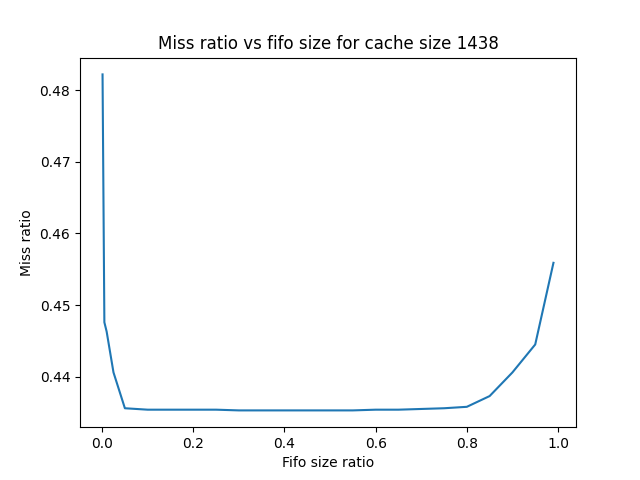 Miss ratio vs fifo size for cache size 1438
0.48
0.47
0.46
0.45
0.44
Miss ratio
0.0 0.2 0.4 0.6 0.8 1.0
Fifo size ratio